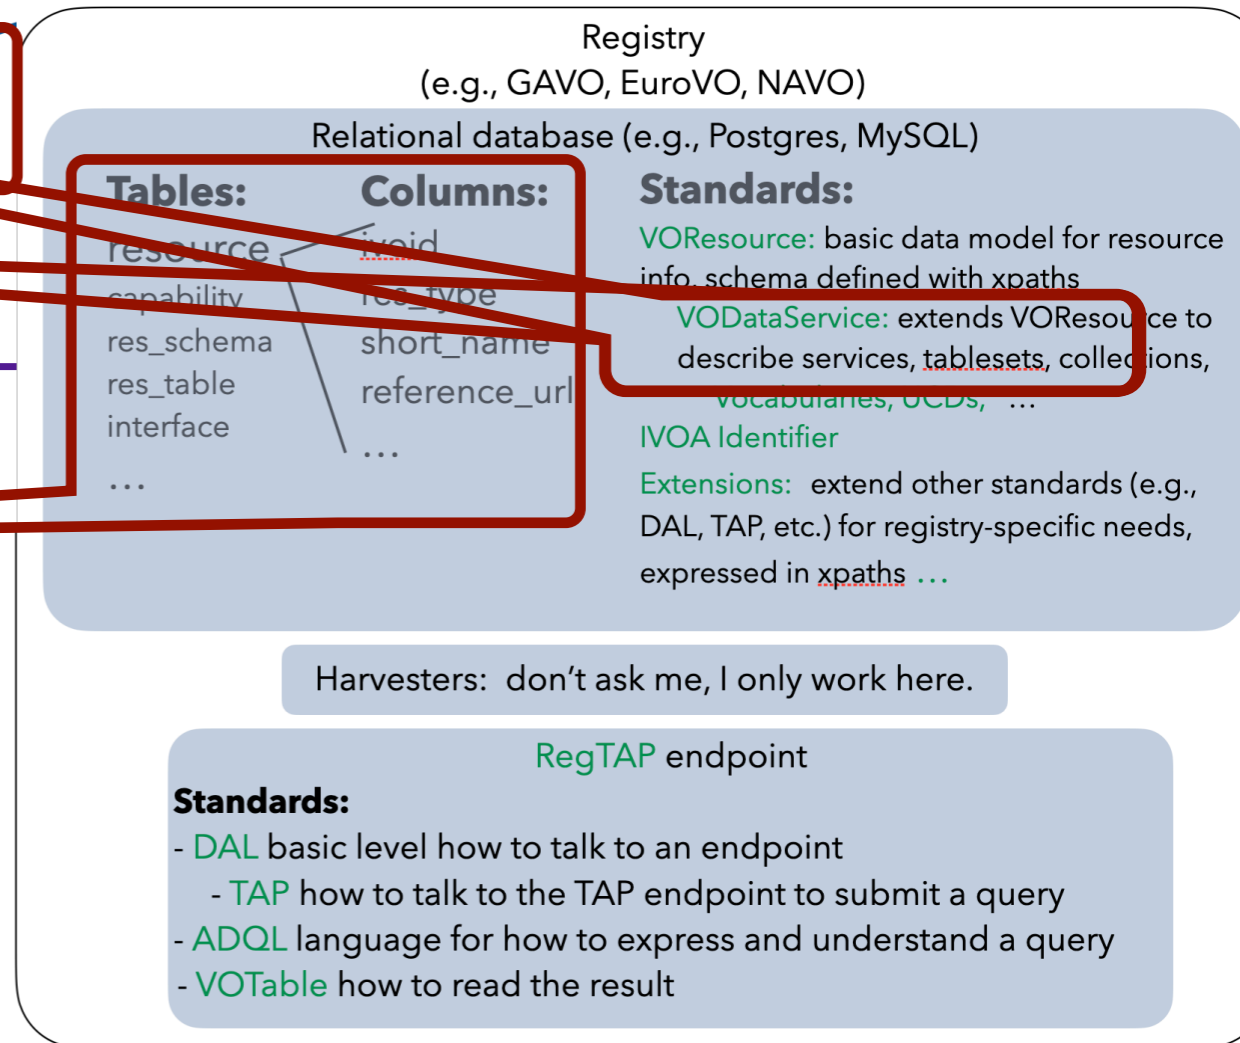 Registry
(e.g., GAVO, EuroVO, NAVO)
Relational database (e.g., Postgres, MySQL)
Tables:
resource
capability
res_schema
res_table
interface
...
Columns:
ivoid
res_type
short_name
reference_url
...
Standards:
VOResource: basic data model for resource
info, schema defined with xpaths
VODataService: extends VOResource to
describe services, tablesets, collections,
Vocabularies, UCDs, ...
IVOA Identifier
Extensions: extend other standards (e.g.,
DAL, TAP, etc.) for registry-specific needs,
expressed in xpaths ...
Harvesters: don’t ask me, I only work here.
RegTAP endpoint
Standards:
- DAL basic level how to talk to an endpoint
- TAP how to talk to the TAP endpoint to submit a query
- ADQL language for how to express and understand a query
- VOTable how to read the result